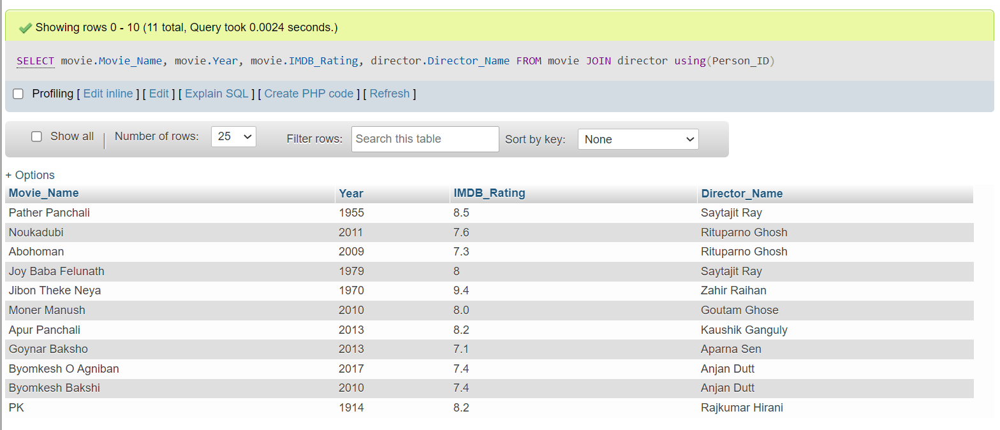 Showing rows 0 - 10 (11 total, Query took 0.0024 seconds.)
SELECT movie.Movie_Name, movie.Year, movie.IMDB_Rating, director.Director_Name FROM movie JOIN director using(Person_ID)
Profiling [ Edit inline ] [ Edit ] [ Explain SQL ] [ Create PHP code ] [ Refresh ]
Show all | Number of rows: 25 Filter rows: Search this table Sort by key: None
+ Options
Movie_Name Year IMDB_Rating Director_Name
Pather Panchali 1955 8.5 Saytajit Ray
Noukadubi 2011 7.6 Rituparno Ghosh
Abohoman 2009 7.3 Rituparno Ghosh
Joy Baba Felunath 1979 8 Saytajit Ray
Jibon Theke Neya 1970 9.4 Zahir Raihan
Moner Manush 2010 8.0 Goutam Ghose
Apur Panchali 2013 8.2 Kaushik Ganguly
Goynar Baksho 2013 7.1 Aparna Sen
Byomkesh O Agniban 2017 7.4 Anjan Dutt
Byomkesh Bakshi 2010 7.4 Anjan Dutt
PK 1914 8.2 Rajkumar Hirani